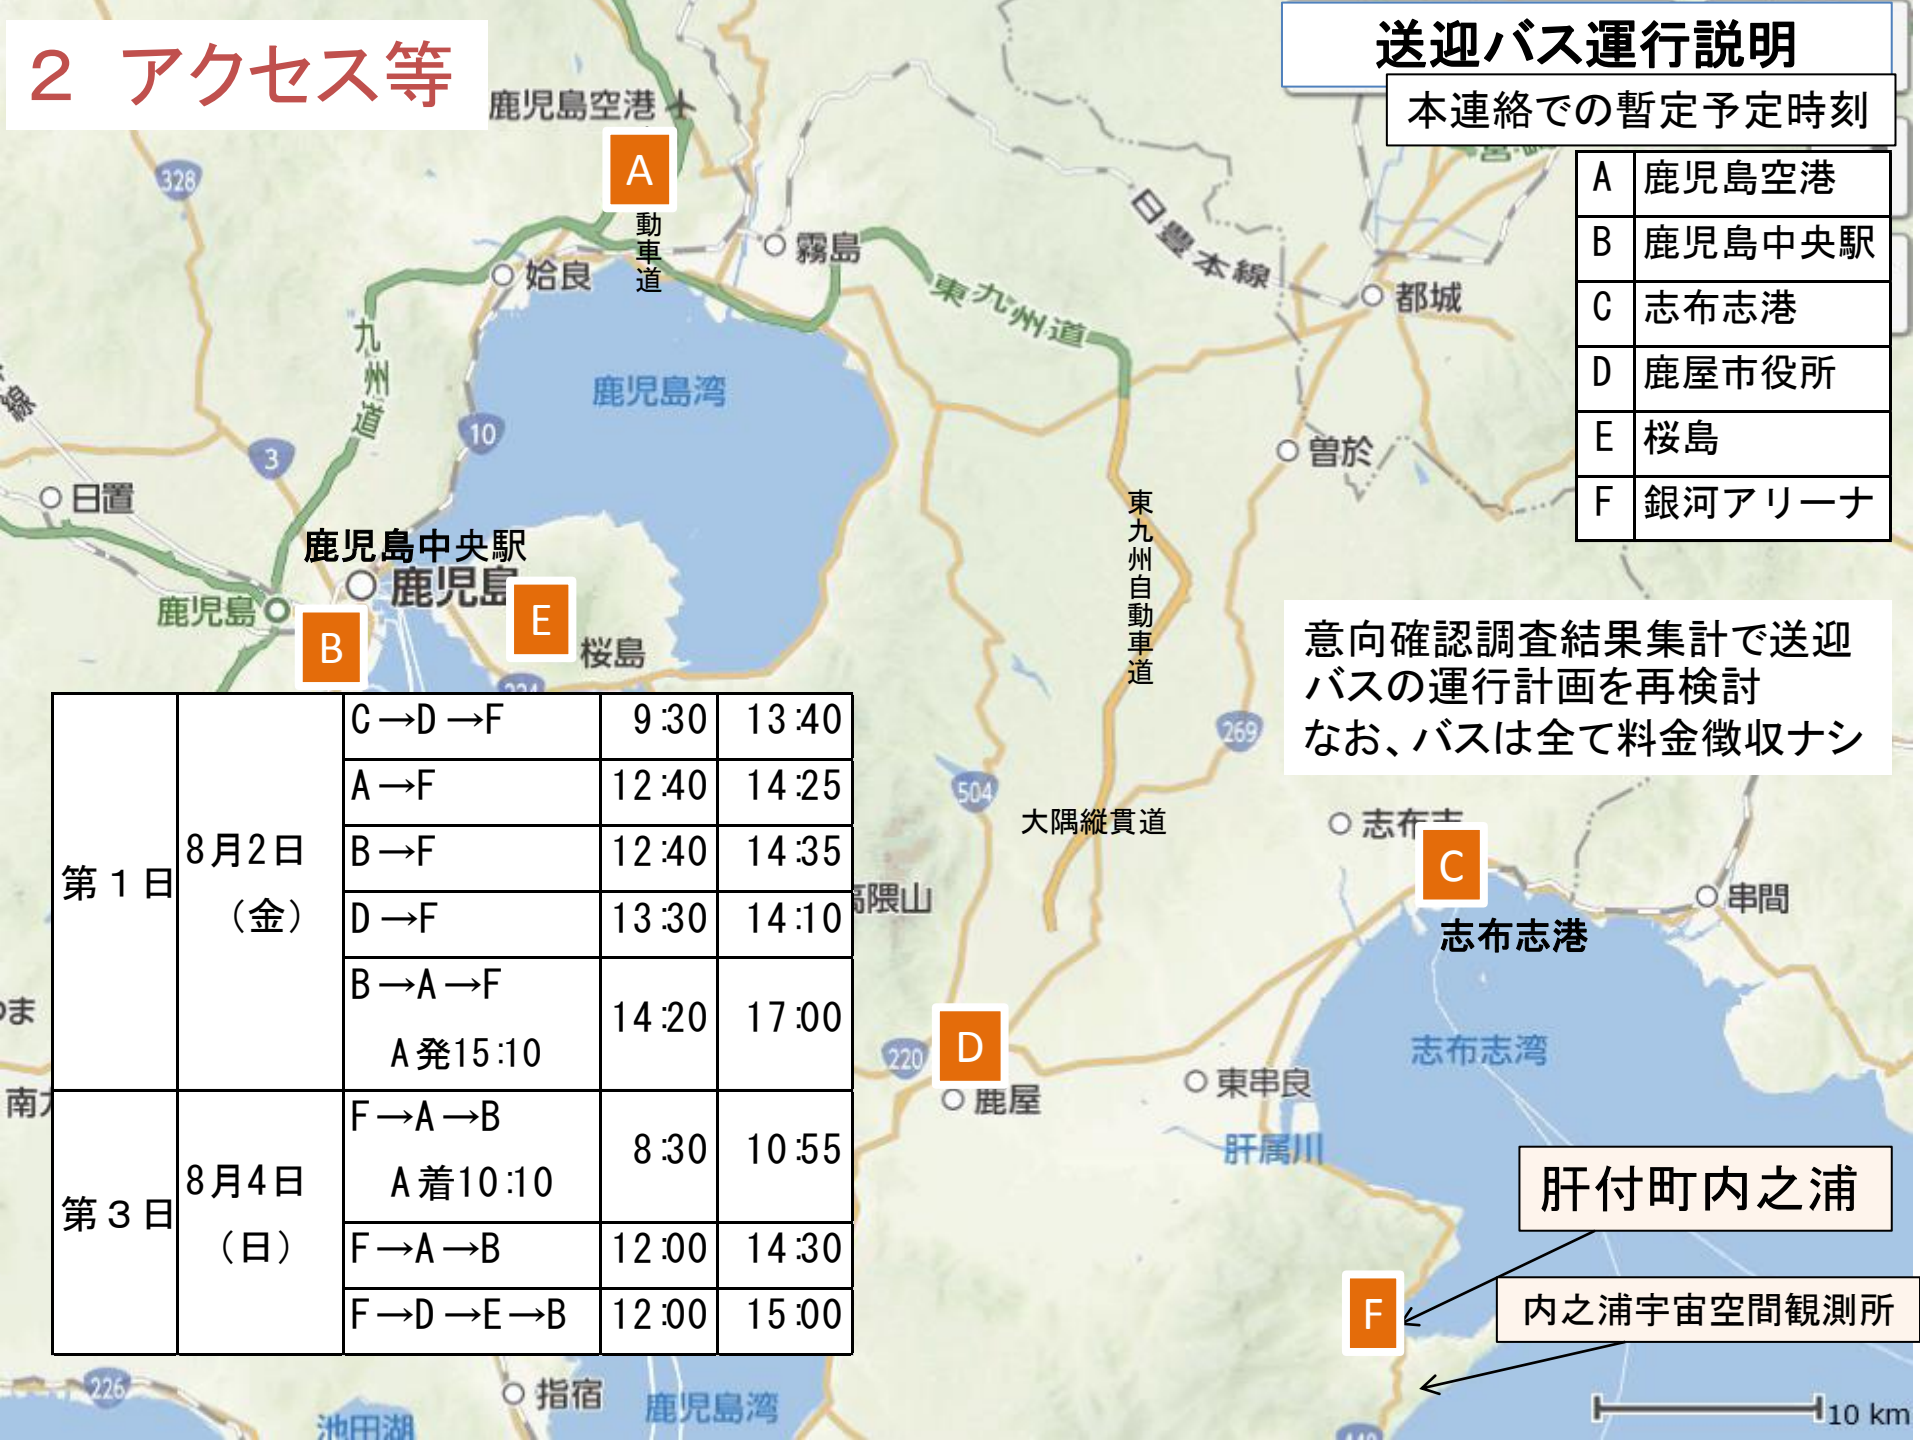 ２ アクセス等
送迎バス運行説明
本連絡での暫定予定時刻
A 鹿児島空港
B 鹿児島中央駅
C 志布志港
D 鹿屋市役所
E 桜島
F 銀河アリーナ
鹿児島空港
A
動車道
328
霧島
姶良
日豊本線
都城
東九州道
九州道
鹿児島湾
10
3
曽於
線
日置
東九州自動車道
鹿児島中央駅
鹿児島
鹿児島
B
E
桜島
意向確認調査結果集計で送迎
バスの運行計画を再検討
なお、バスは全て料金徴収ナシ
269
504
大隅縦貫道
志布志
C
志布志港
串間
隈山
第１日 8月2日（金）
C→D→F 9:30 13:40
A→F 12:40 14:25
B→F 12:40 14:35
D→F 13:30 14:10
B→A→F 14:20 17:00
A発15:10
第３日 8月4日（日）
F→A→B 8:30 10:55
A着10:10
F→A→B 12:00 14:30
F→D→E→B 12:00 15:00
ま
南
220
D
鹿屋
東串良
志布志湾
肝属川
肝付町内之浦
F
内之浦宇宙空間観測所
226
指宿
池田湖
鹿児島湾
10 km